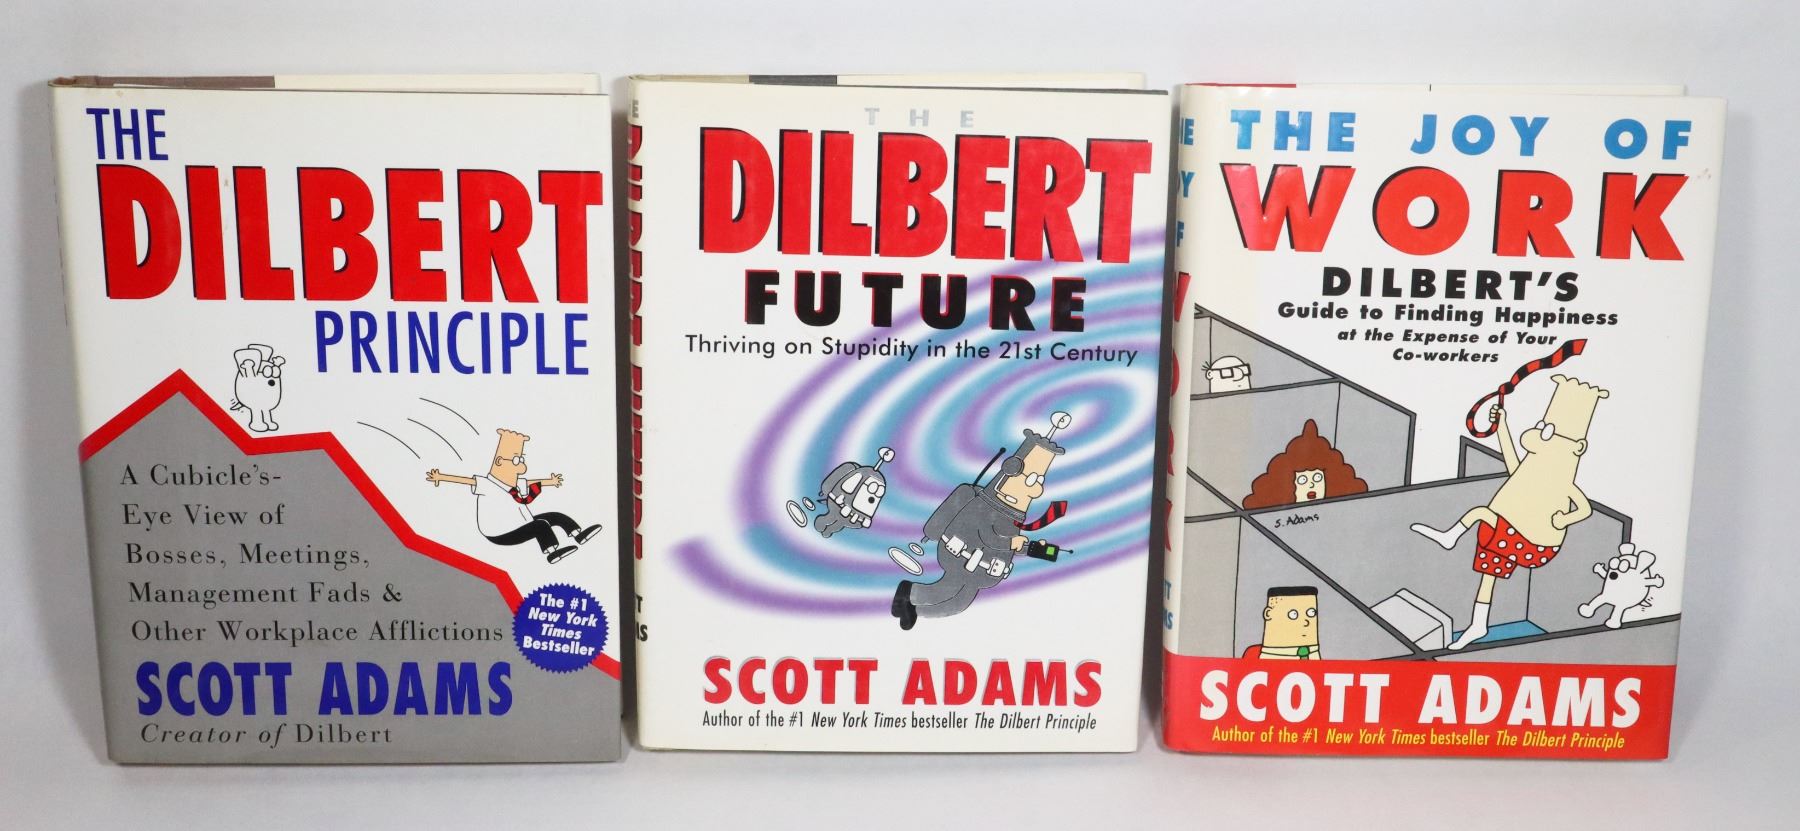 THE
DILBERT
PRINCIPLE
A Cubicle's-
Eye View of
Bosses, Meetings,
Management Fads &
Other Workplace Afflictions
The #1
New York
Times
Bestseller
SCOTT ADAMS
Creator of Dilbert
THE
DILBERT
FUTURE
Thriving on Stupidity in the 21st Century
SCOTT ADAMS
Author of the #1 New York Times bestseller The Dilbert Principle
THE JOY OF
WORK
DILBERT'S
Guide to Finding Happiness
at the Expense of Your
Co-workers
S. Adams
SCOTT ADAMS
Author of the #1 New York Times bestseller The Dilbert Principle